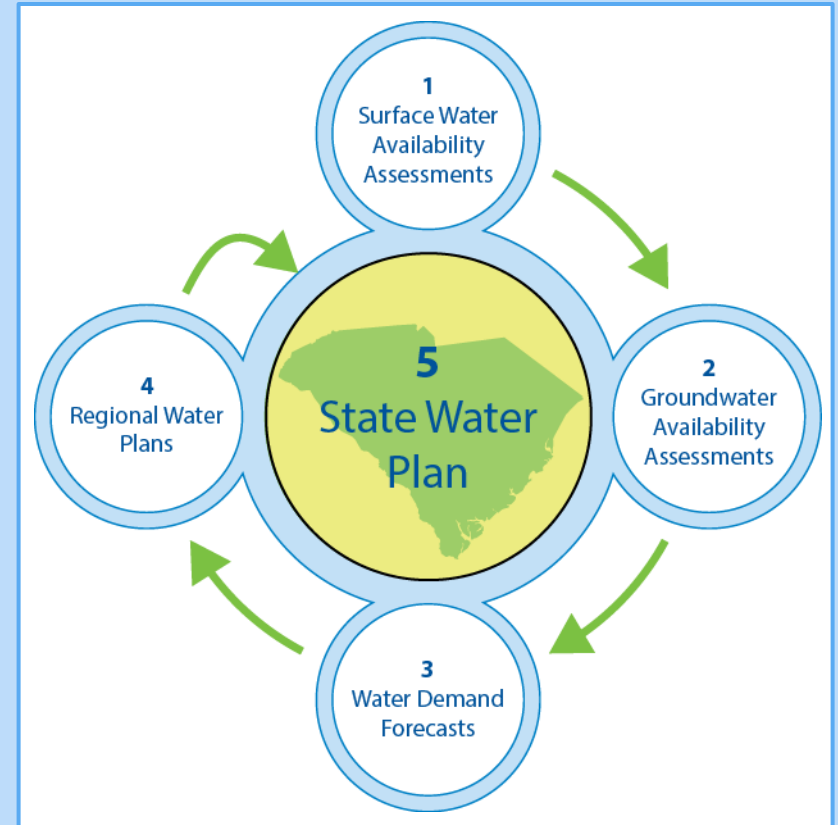 1
Surface Water
Availability
Assessments
2
Groundwater
Availability
Assessments
3
Water Demand
Forecasts
4
Regional Water
Plans
5
State Water
Plan